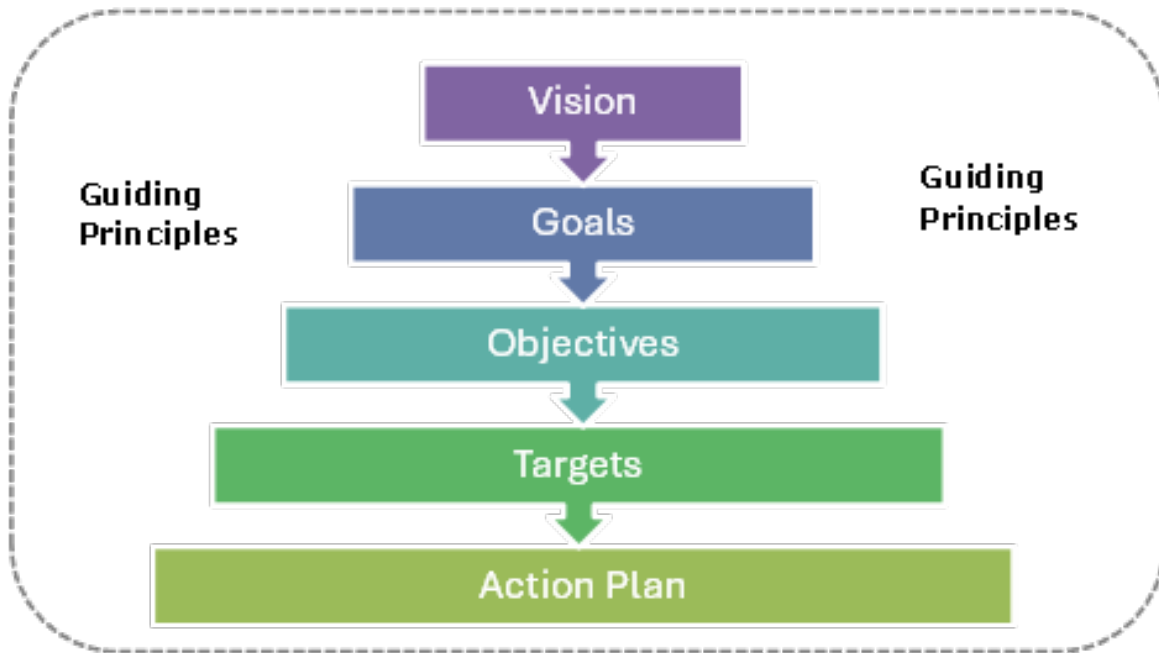 Vision
Guiding
Principles
Guiding
Principles
Goals
Objectives
Targets
Action Plan